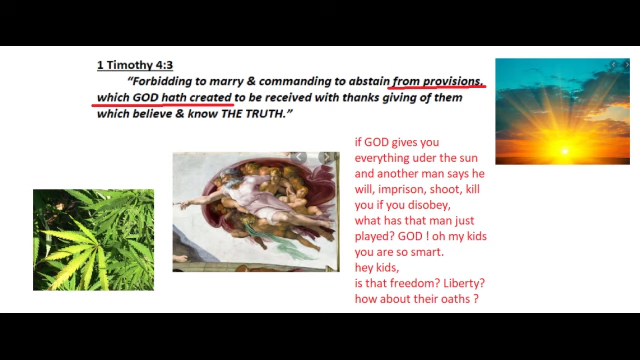 1 Timothy 4:3
“Forbidding to marry & commanding to abstain from provisions,
which GOD hath created to be received with thanks giving of them
which believe & know THE TRUTH.”
if GOD gives you
everything uder the sun
and another man says he
will, imprison, shoot, kill
you if you disobey,
what has that man just
played? GOD ! oh my kids
you are so smart.
hey kids,
is that freedom? Liberty?
how about their oaths ?